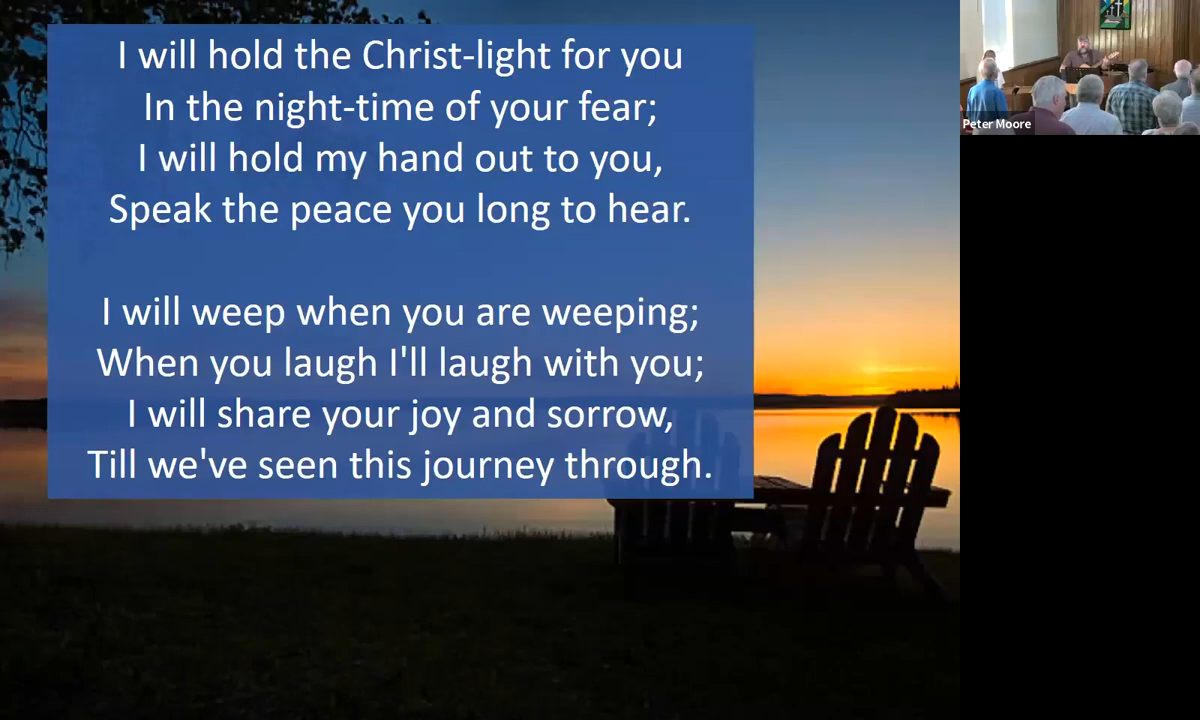 I will hold the Christ-light for you
In the night-time of your fear;
I will hold my hand out to you,
Speak the peace you long to hear.
I will weep when you are weeping;
When you laugh I'll laugh with you;
I will share your joy and sorrow,
Till we've seen this journey through.
Peter Moore